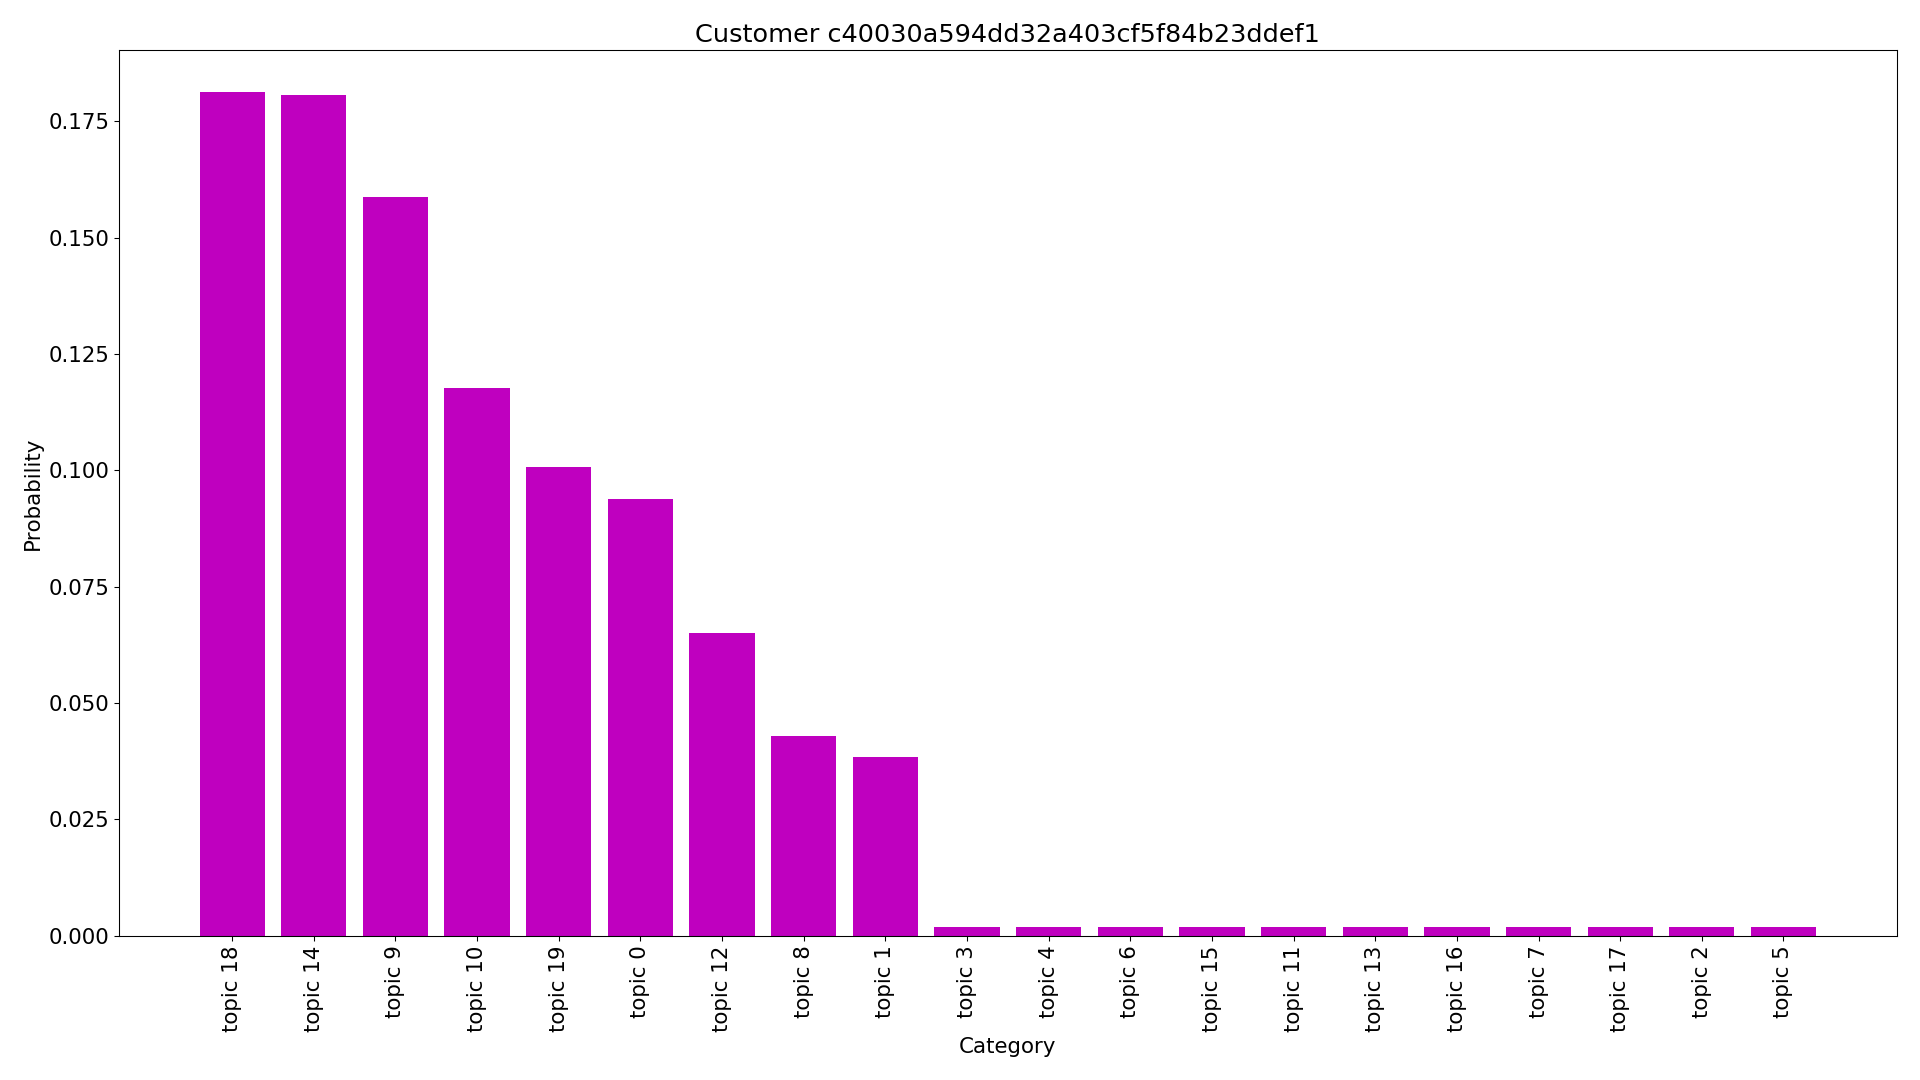 Customer c40030a594dd32a403cf5f84b23ddef1
Probability
0.175
0.150
0.125
0.100
0.075
0.050
0.025
0.000
topic 18
topic 14
topic 9
topic 10
topic 19
topic 0
topic 12
topic 8
topic 1
topic 3
topic 4
topic 6
topic 15
topic 11
topic 13
topic 16
topic 7
topic 17
topic 2
topic 5
Category